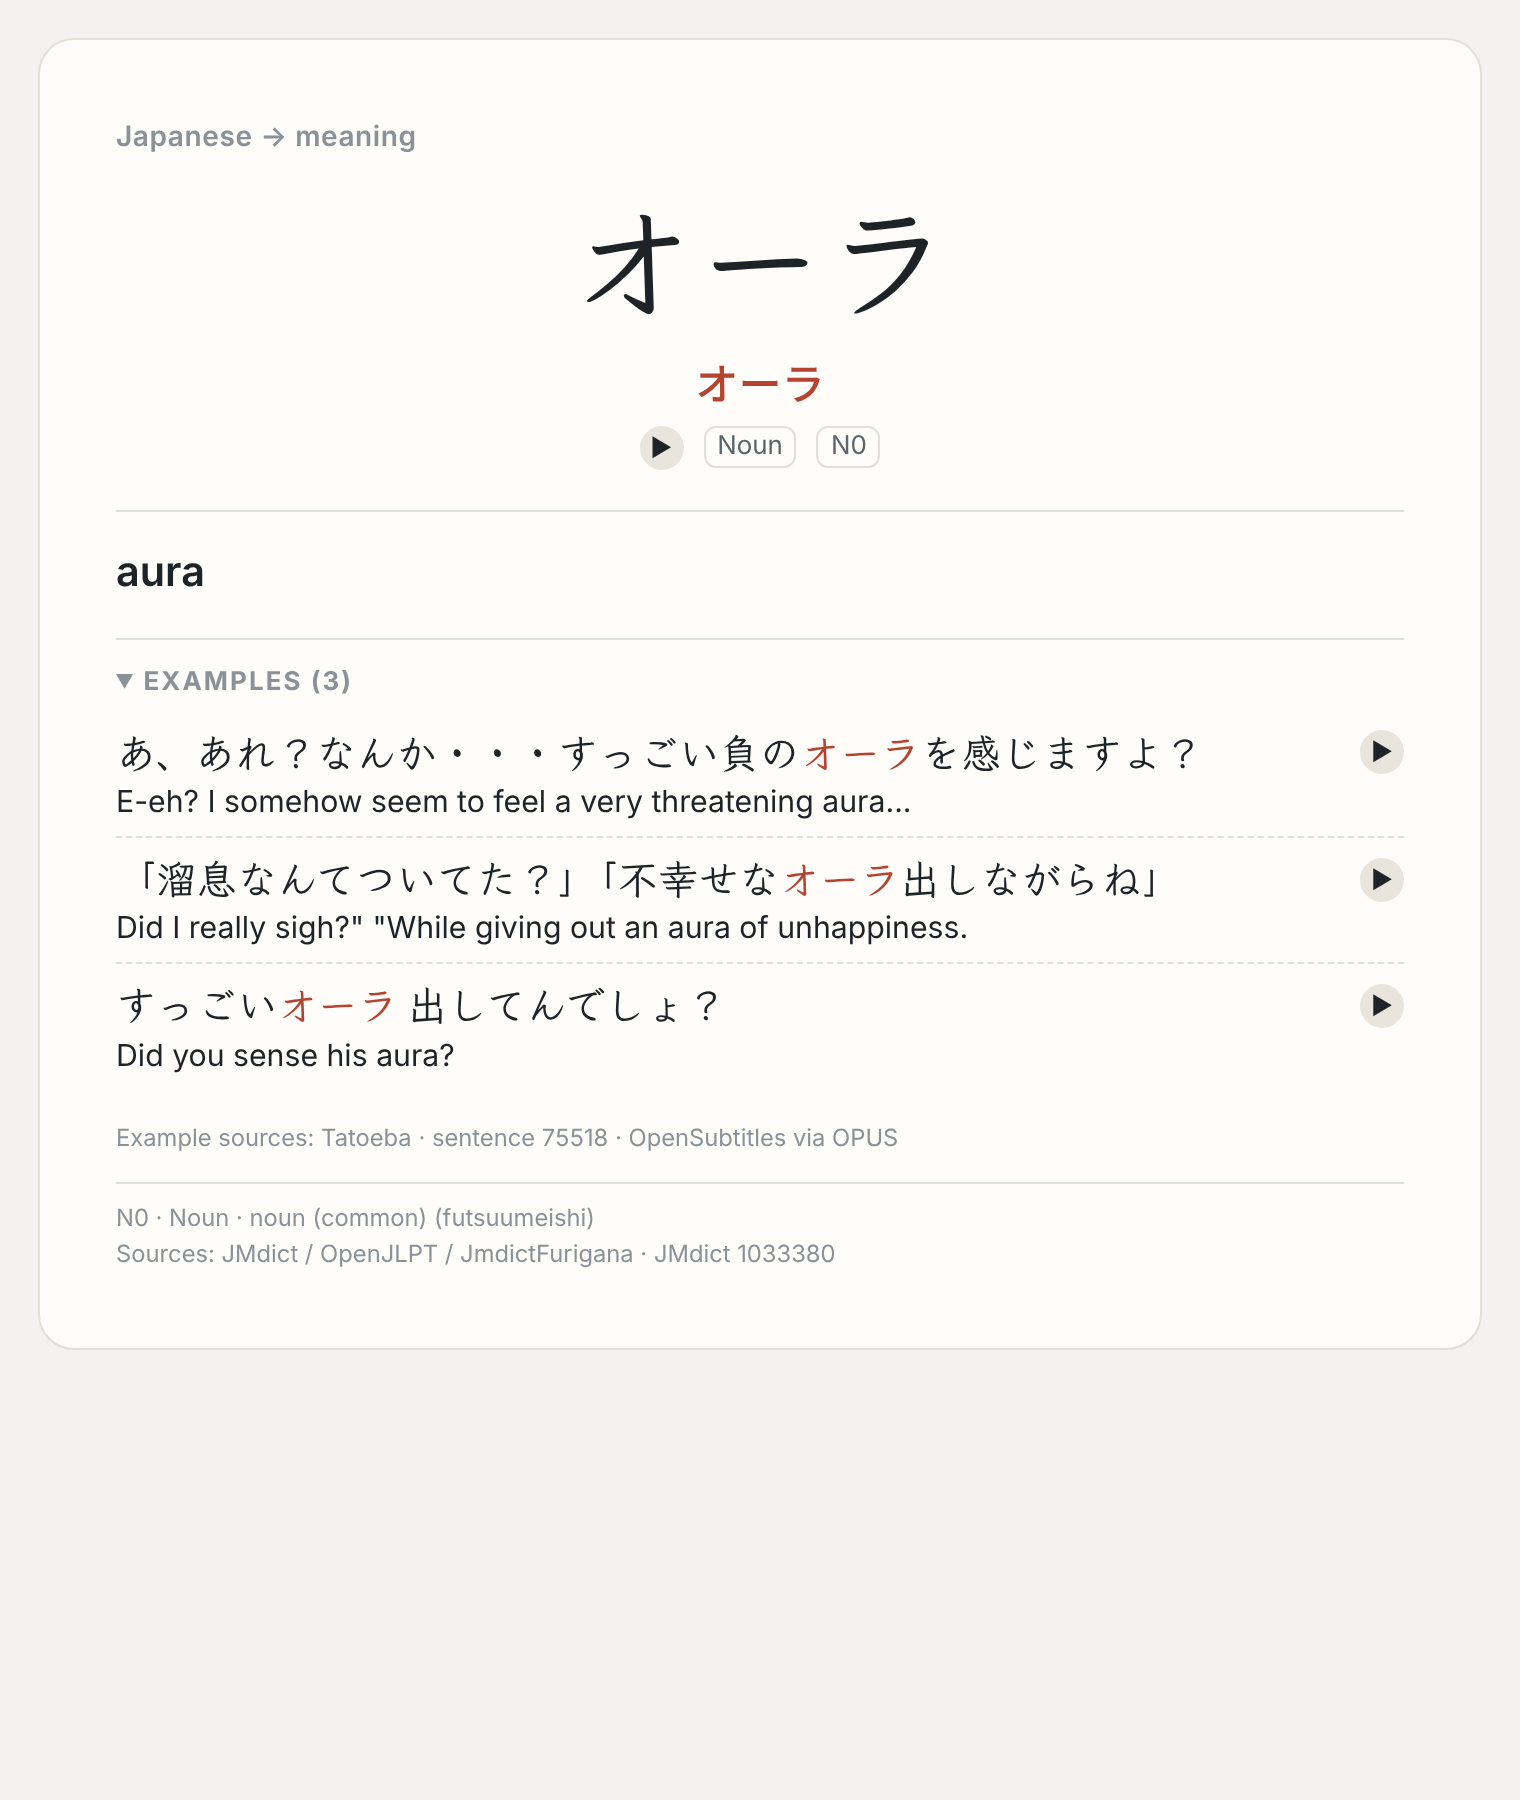 Japanese → meaning
オーラ
オーラ
Noun N0
aura
▼ EXAMPLES (3)
あ、あれ？なんか・・・すっごい負のオーラを感じますよ？
E-eh? I somehow seem to feel a very threatening aura...
「溜息なんてついてた？」「不幸せなオーラ出しながらね」
Did I really sigh?" "While giving out an aura of unhappiness.
すっごいオーラ 出してんでしょ？
Did you sense his aura?
Example sources: Tatoeba · sentence 75518 · OpenSubtitles via OPUS
N0 · Noun · noun (common) (futsuumeishi)
Sources: JMdict / OpenJLPT / JmdictFurigana · JMdict 1033380